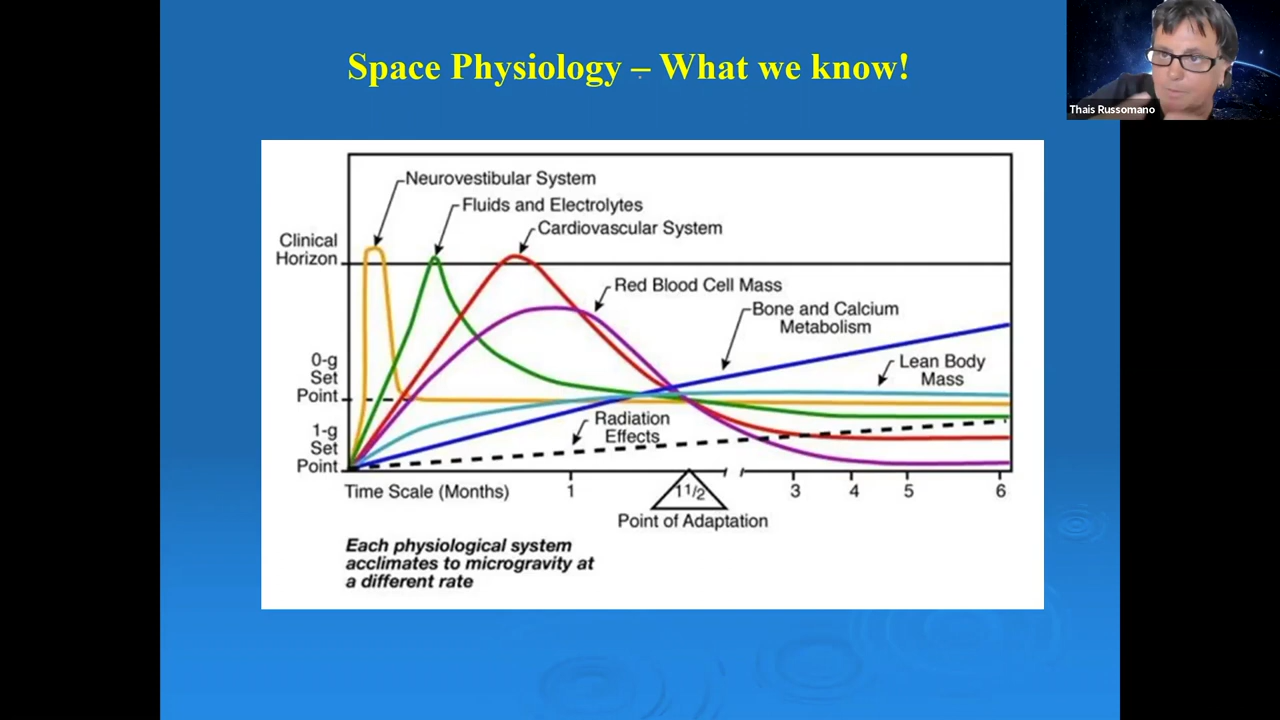 Space Physiology – What we know!
Thais Russomano
Neurovestibular System
Fluids and Electrolytes
Cardiovascular System
Clinical
Horizon
Red Blood Cell Mass
Bone and Calcium
Metabolism
0-g
Set
Point
Lean Body
Mass
Radiation
Effects
1-g
Set
Point
Time Scale (Months)
1
1 1/2
3
4
5
6
Point of Adaptation
Each physiological system
acclimates to microgravity at
a different rate